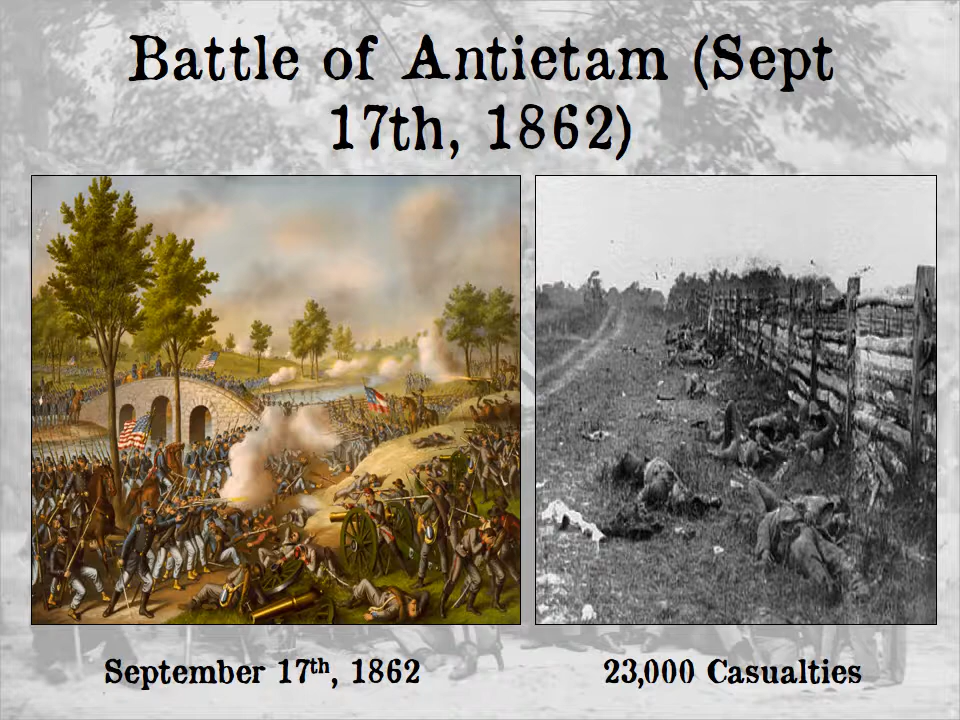 Battle of Antietam (Sept
17th, 1862)
September 17th, 1862
23,000 Casualties